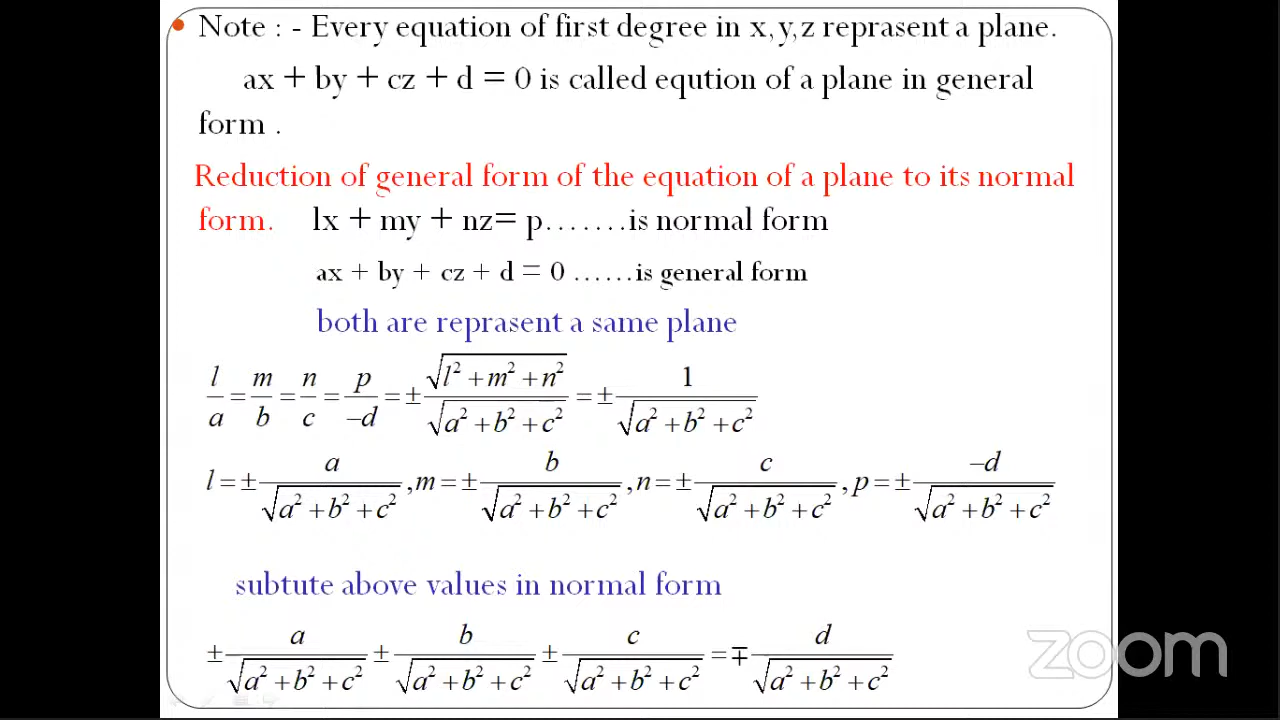 • Note : - Every equation of first degree in x,y,z reprasent a plane.
ax + by + cz + d = 0 is called eqution of a plane in general
form .
Reduction of general form of the equation of a plane to its normal
form. lx + my + nz= p…….is normal form
ax + by + cz + d = 0 ……is general form
both are reprasent a same plane
l/a = m/b = n/c = p/–d = ± √(l² + m² + n²)/√(a² + b² + c²) = ± 1/√(a² + b² + c²)
l = ± a/√(a² + b² + c²) , m = ± b/√(a² + b² + c²) , n = ± c/√(a² + b² + c²) , p = ± –d/√(a² + b² + c²)
subtute above values in normal form
± a/√(a² + b² + c²) ± b/√(a² + b² + c²) ± c/√(a² + b² + c²) = ∓ d/√(a² + b² + c²)
zoom